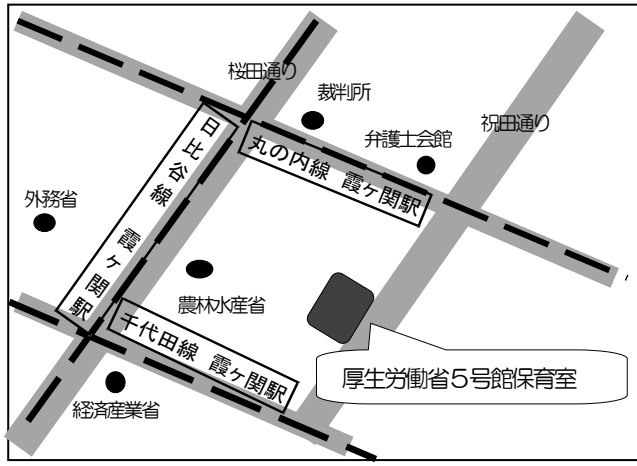 桜田通り
裁判所
祝田通り
弁護士会館
日比谷線 霞ヶ関駅
丸の内線 霞ヶ関駅
外務省
農林水産省
千代田線 霞ヶ関駅
厚生労働省５号館保育室
経済産業省